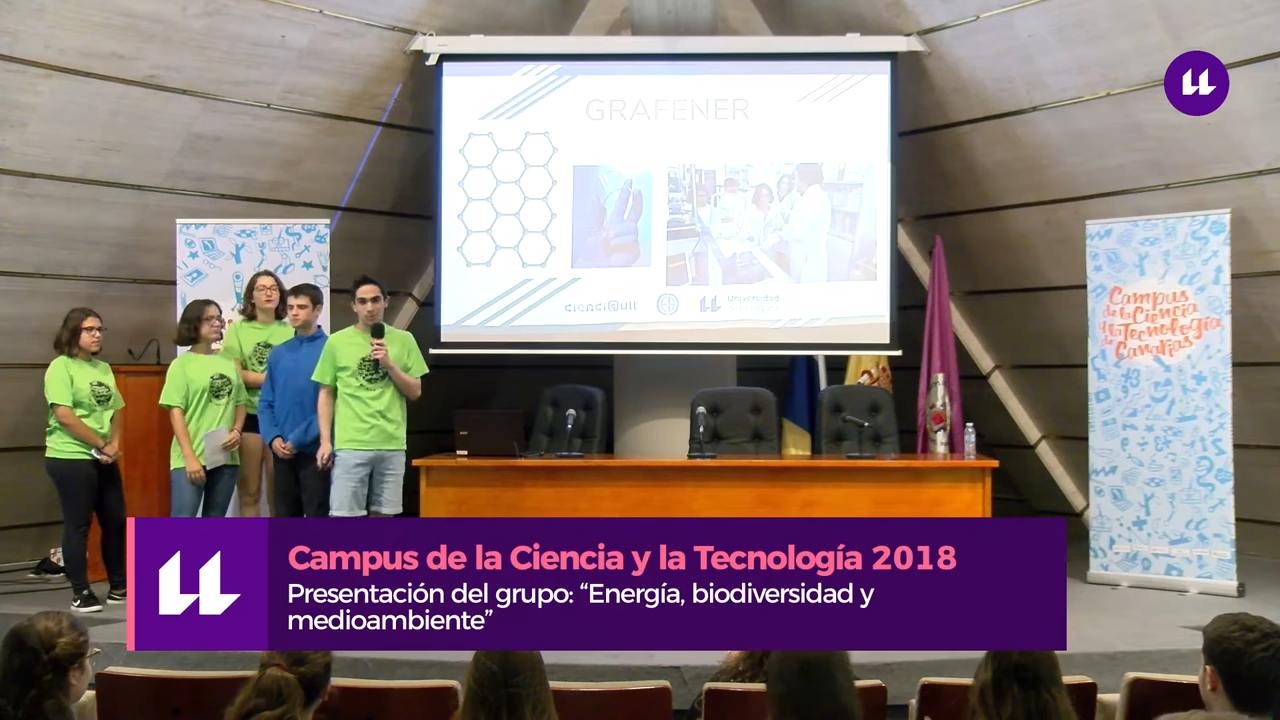 GRAFENER
cienci@ull
Universidad
Campus
de la Ciencia
y la Tecnología
de Canarias
Campus de la Ciencia y la Tecnología 2018
Presentación del grupo: “Energía, biodiversidad y
medioambiente”